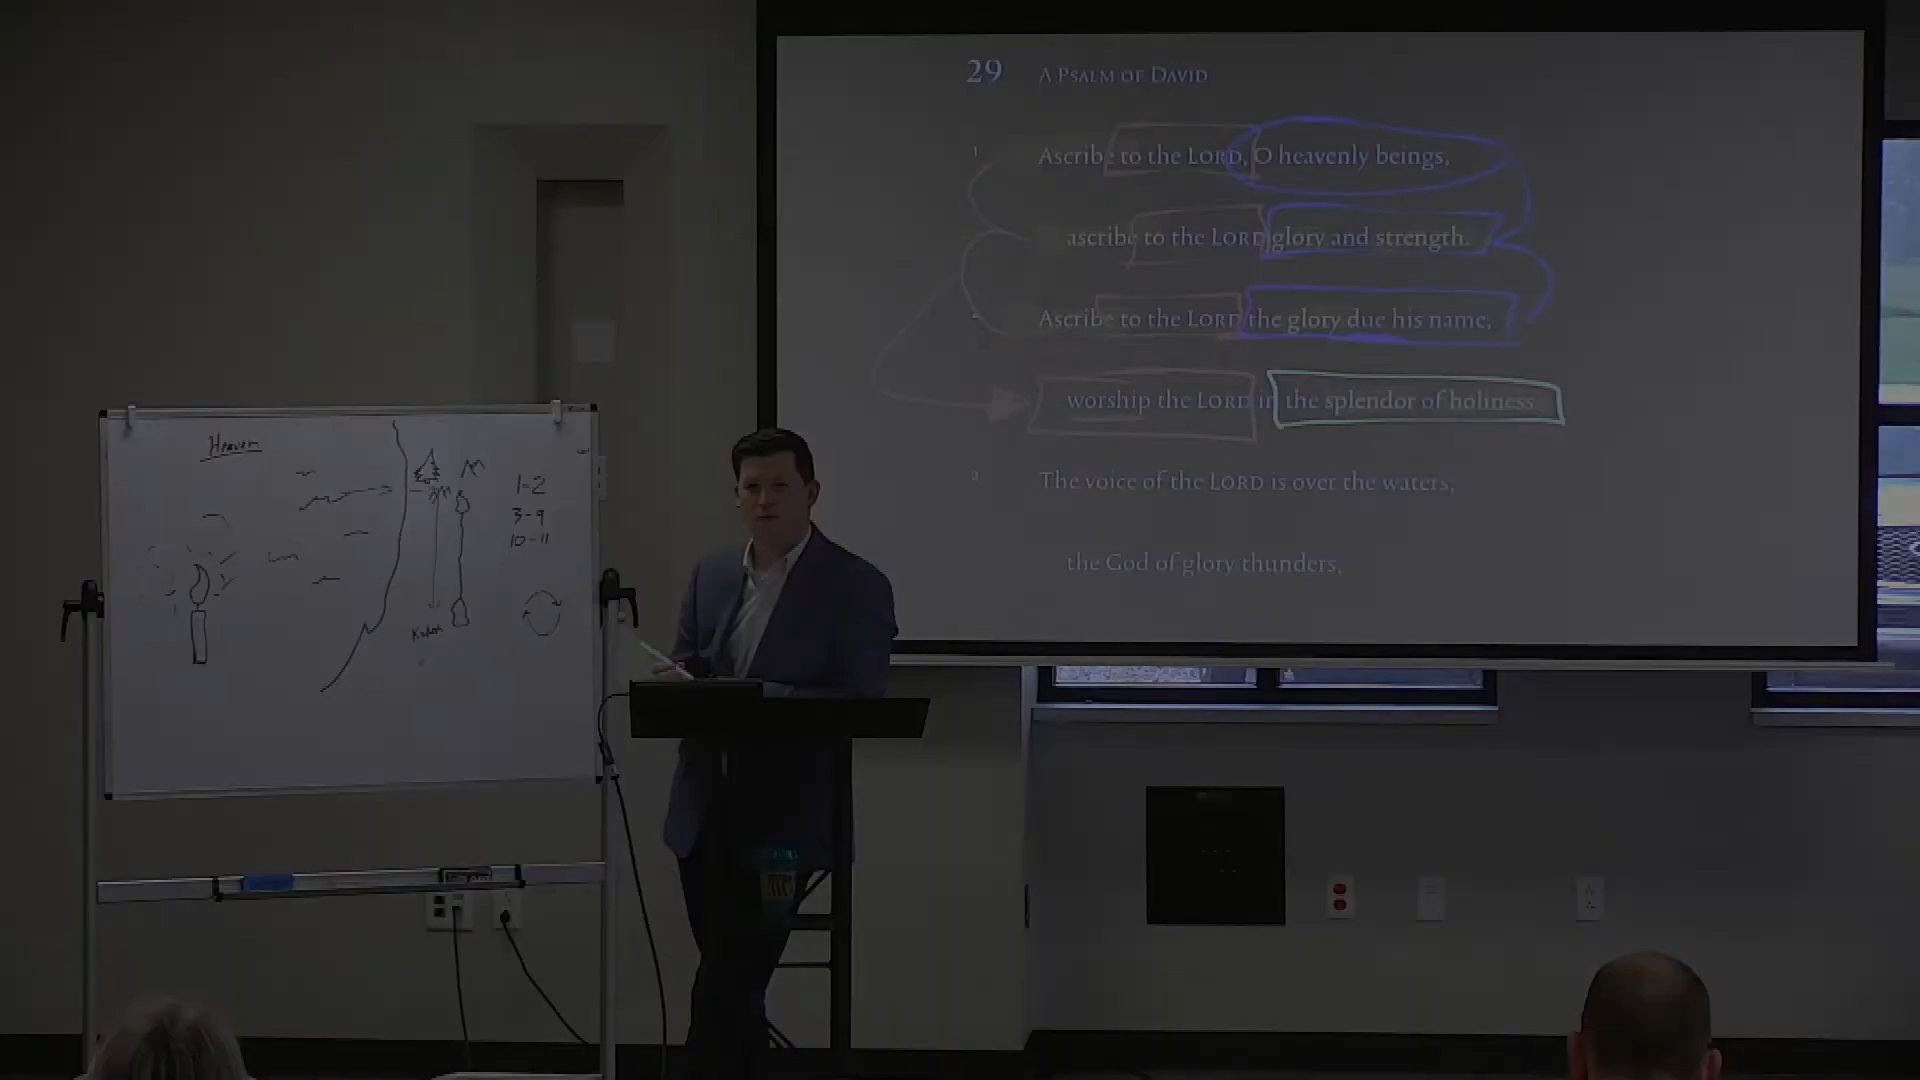 29 A PSALM OF DAVID
1 Ascribe to the LORD, O heavenly beings,
ascribe to the LORD glory and strength.
Ascribe to the LORD the glory due his name;
worship the LORD in the splendor of holiness.
3 The voice of the LORD is over the waters;
the God of glory thunders,
Heaven
1-2
3-9
10-11